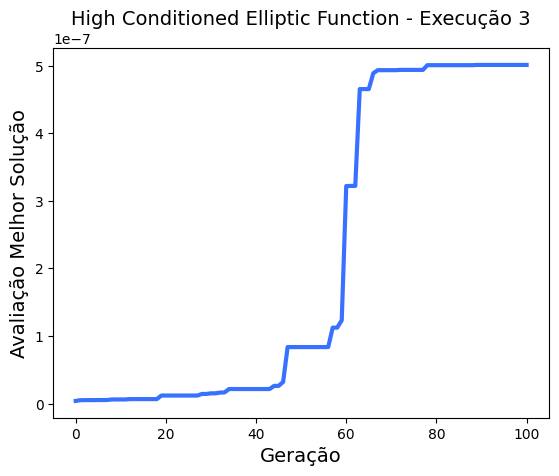 High Conditioned Elliptic Function - Execução 3
1e−7
5
4
3
2
1
0
Avaliação Melhor Solução
0 20 40 60 80 100
Geração